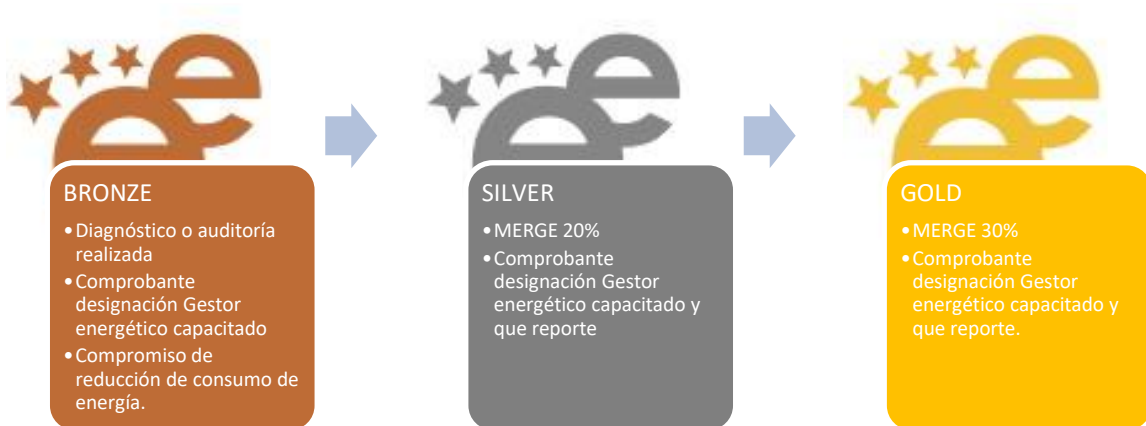 BRONZE
•Diagnóstico o auditoría
realizada
•Comprobante
designación Gestor
energético capacitado
•Compromiso de
reducción de consumo de
energía.
SILVER
•MERGE 20%
•Comprobante
designación Gestor
energético capacitado y
que reporte
GOLD
•MERGE 30%
•Comprobante
designación Gestor
energético capacitado y
que reporte.